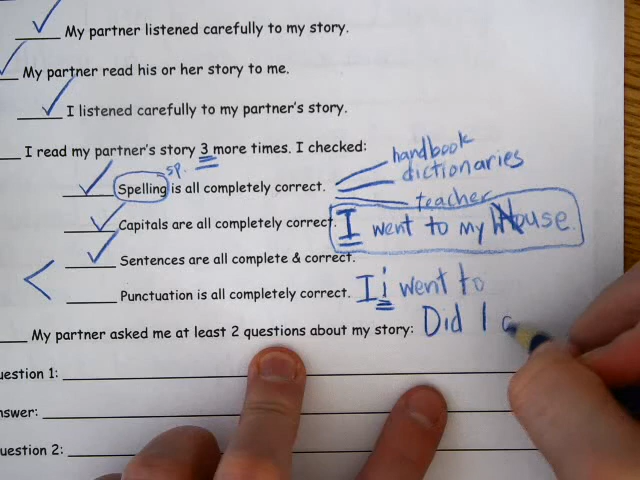 My partner listened carefully to my story.
My partner read his or her story to me.
I listened carefully to my partner's story.
I read my partner's story 3 more times. I checked:
handbook
sp.
dictionaries
Spelling is all completely correct.
teacher
Capitals are all completely correct.
I went to my House.
Sentences are all complete & correct.
Punctuation is all completely correct.
I i went to
My partner asked me at least 2 questions about my story:
Did I
uestion 1:
nswer:
uestion 2: